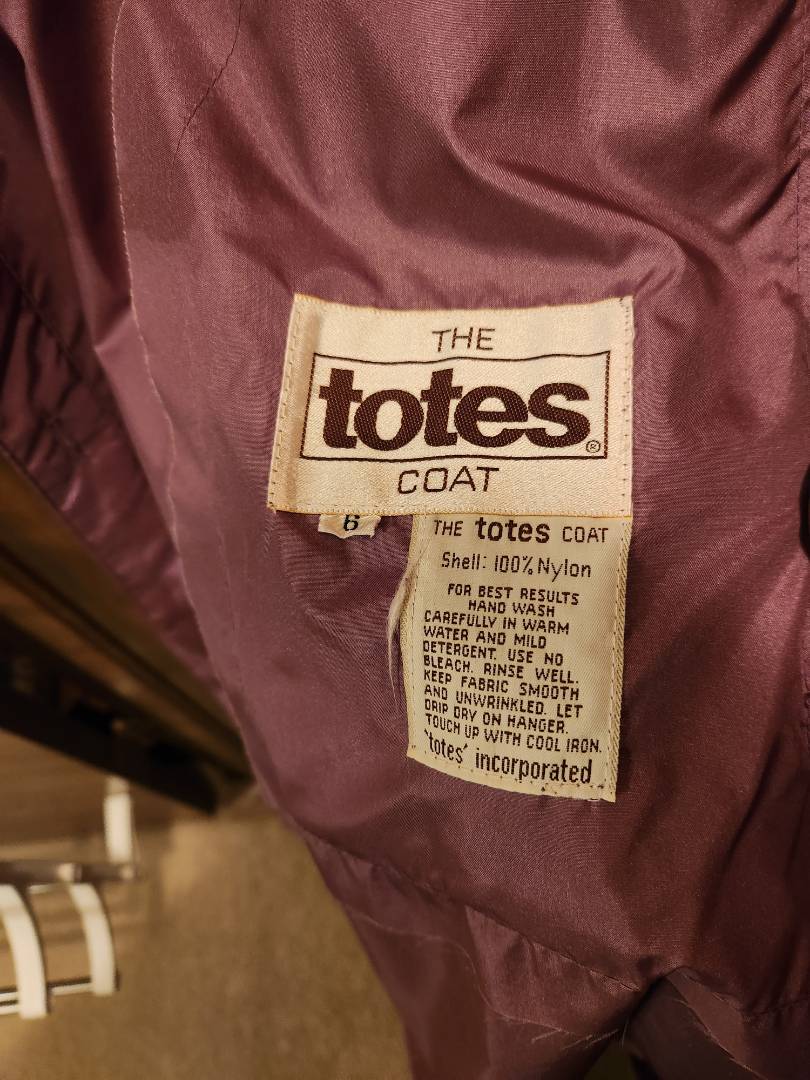 THE
totes®
COAT
6
THE totes COAT
Shell: 100% Nylon
FOR BEST RESULTS
HAND WASH
CAREFULLY IN WARM
WATER AND MILD
DETERGENT. USE NO
BLEACH. RINSE WELL.
KEEP FABRIC SMOOTH
AND UNWRINKLED. LET
DRIP DRY ON HANGER.
TOUCH UP WITH COOL IRON.
'totes' incorporated